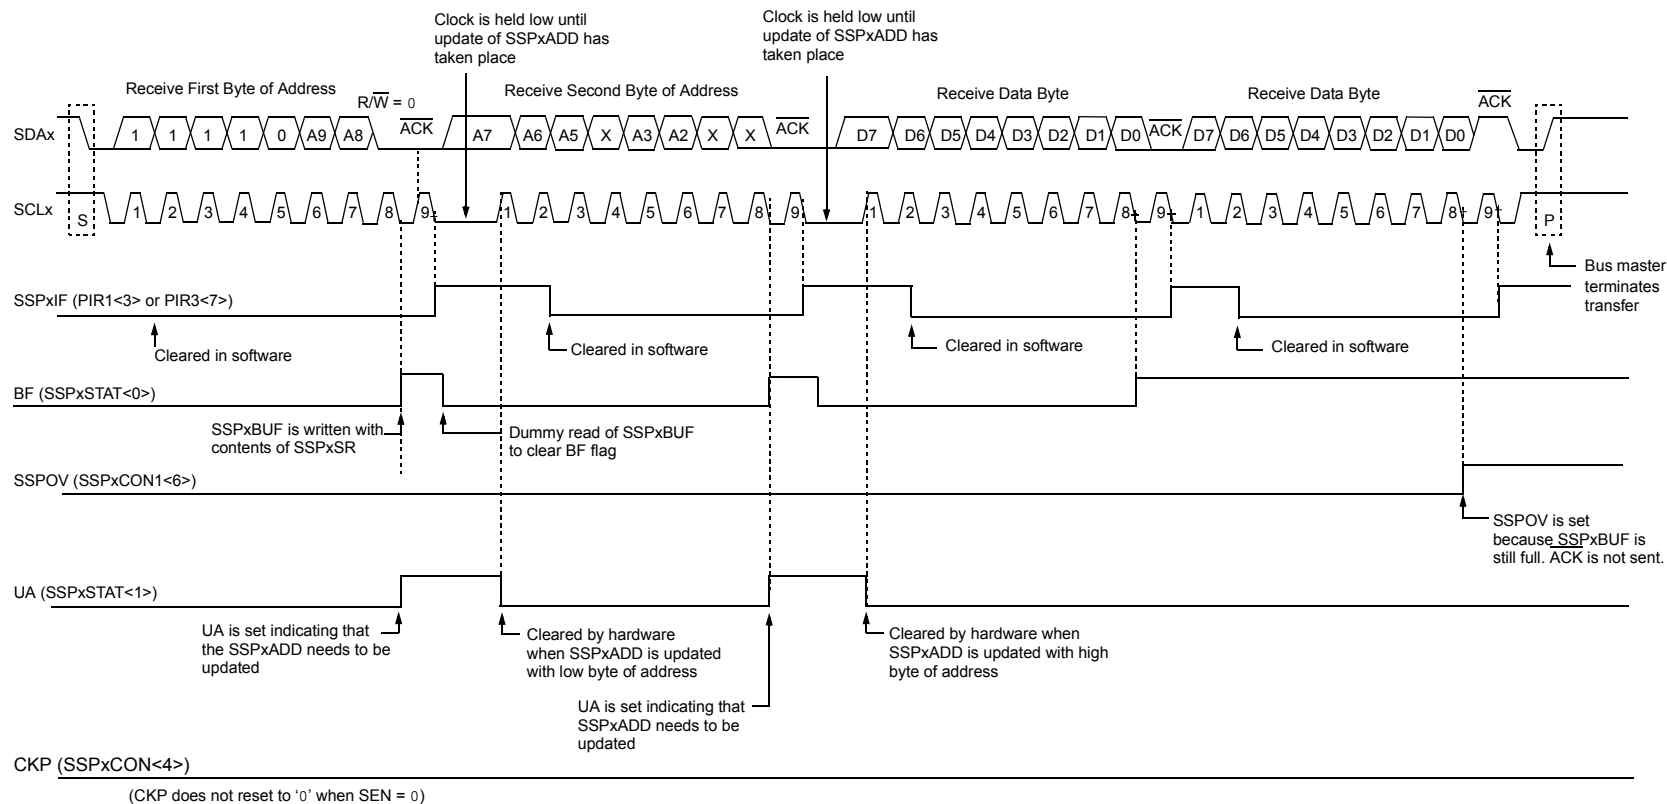 Clock is held low until
update of SSPxADD has
taken place
Clock is held low until
update of SSPxADD has
taken place
Receive First Byte of Address
R/W = 0
Receive Second Byte of Address
Receive Data Byte
Receive Data Byte
ACK
SDAx
1 1 1 1 0 A9 A8 ACK A7 A6 A5 X A3 A2 X X ACK D7 D6 D5 D4 D3 D2 D1 D0 ACK D7 D6 D5 D4 D3 D2 D1 D0
SCLx
S 1 2 3 4 5 6 7 8 9 1 2 3 4 5 6 7 8 9 1 2 3 4 5 6 7 8 9 1 2 3 4 5 6 7 8 9 P
Bus master
terminates
transfer
SSPxIF (PIR1<3> or PIR3<7>)
Cleared in software
Cleared in software
Cleared in software
Cleared in software
BF (SSPxSTAT<0>)
SSPxBUF is written with
contents of SSPxSR
Dummy read of SSPxBUF
to clear BF flag
SSPOV (SSPxCON1<6>)
SSPOV is set
because SSPxBUF is
still full. ACK is not sent.
UA (SSPxSTAT<1>)
UA is set indicating that
the SSPxADD needs to be
updated
Cleared by hardware
when SSPxADD is updated
with low byte of address
Cleared by hardware when
SSPxADD is updated with high
byte of address
UA is set indicating that
SSPxADD needs to be
updated
CKP (SSPxCON<4>)
(CKP does not reset to ‘0’ when SEN = 0)